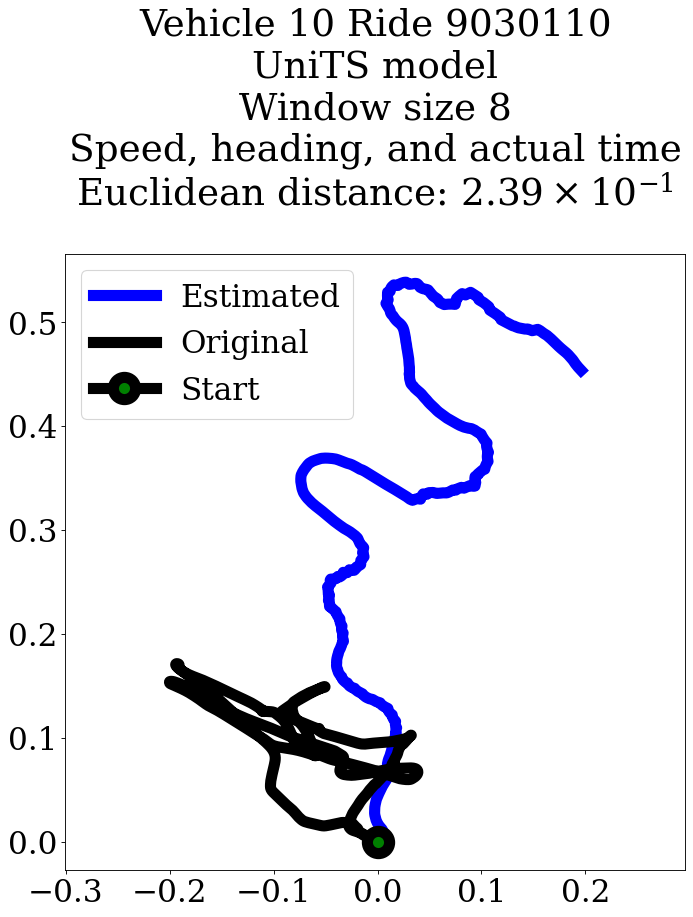 Vehicle 10 Ride 9030110
UniTS model
Window size 8
Speed, heading, and actual time
Euclidean distance: 2.39 × 10⁻¹
Estimated
Original
Start
0.5
0.4
0.3
0.2
0.1
0.0
−0.3 −0.2 −0.1 0.0 0.1 0.2